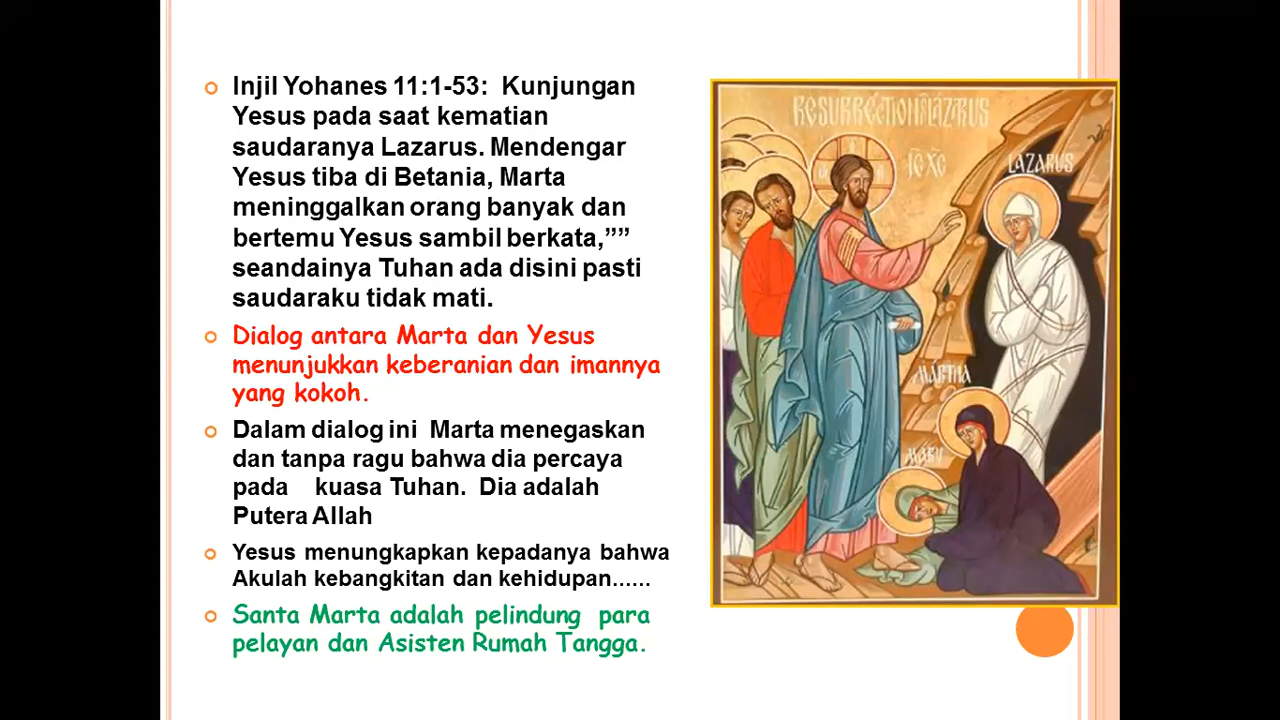 Injil Yohanes 11:1-53: Kunjungan
Yesus pada saat kematian
saudaranya Lazarus. Mendengar
Yesus tiba di Betania, Marta
meninggalkan orang banyak dan
bertemu Yesus sambil berkata,””
seandainya Tuhan ada disini pasti
saudaraku tidak mati.
Dialog antara Marta dan Yesus
menunjukkan keberanian dan imannya
yang kokoh.
Dalam dialog ini Marta menegaskan
dan tanpa ragu bahwa dia percaya
pada kuasa Tuhan. Dia adalah
Putera Allah
Yesus menungkapkan kepadanya bahwa
Akulah kebangkitan dan kehidupan......
Santa Marta adalah pelindung para
pelayan dan Asisten Rumah Tangga.
RESURRECTION of LAZARUS
IC XC
LAZARUS
MARTHA
MARY